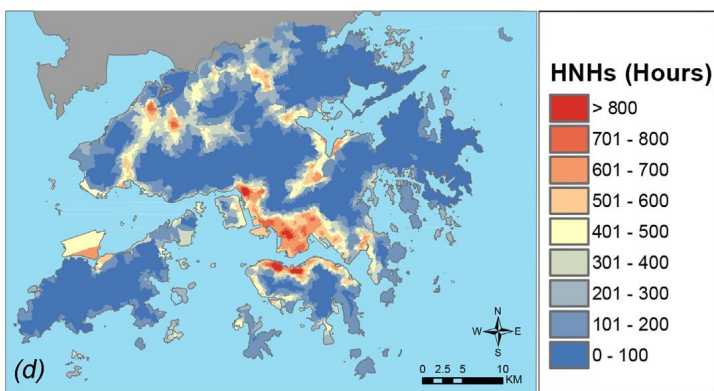 HNHs (Hours)
> 800
701 - 800
601 - 700
501 - 600
401 - 500
301 - 400
201 - 300
101 - 200
0 - 100
N
W E
S
(d)
0 2.5 5 10
KM